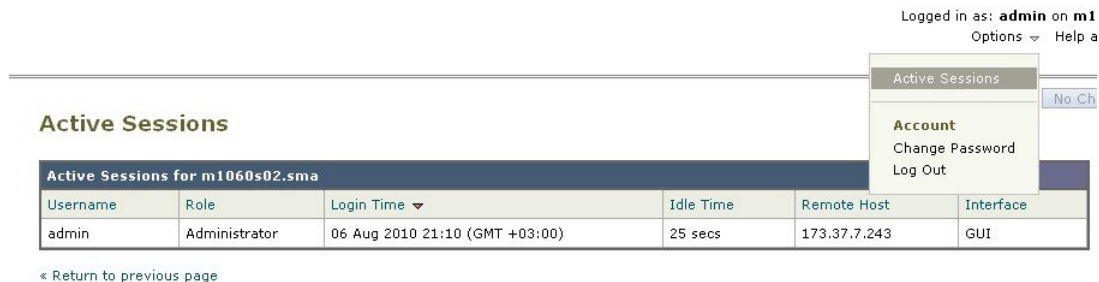 Logged in as: admin on m1
Options Help a
Active Sessions
No Ch
Account
Change Password
Log Out
Active Sessions
Active Sessions for m1060s02.sma
Username Role Login Time Idle Time Remote Host Interface
admin Administrator 06 Aug 2010 21:10 (GMT +03:00) 25 secs 173.37.7.243 GUI
« Return to previous page